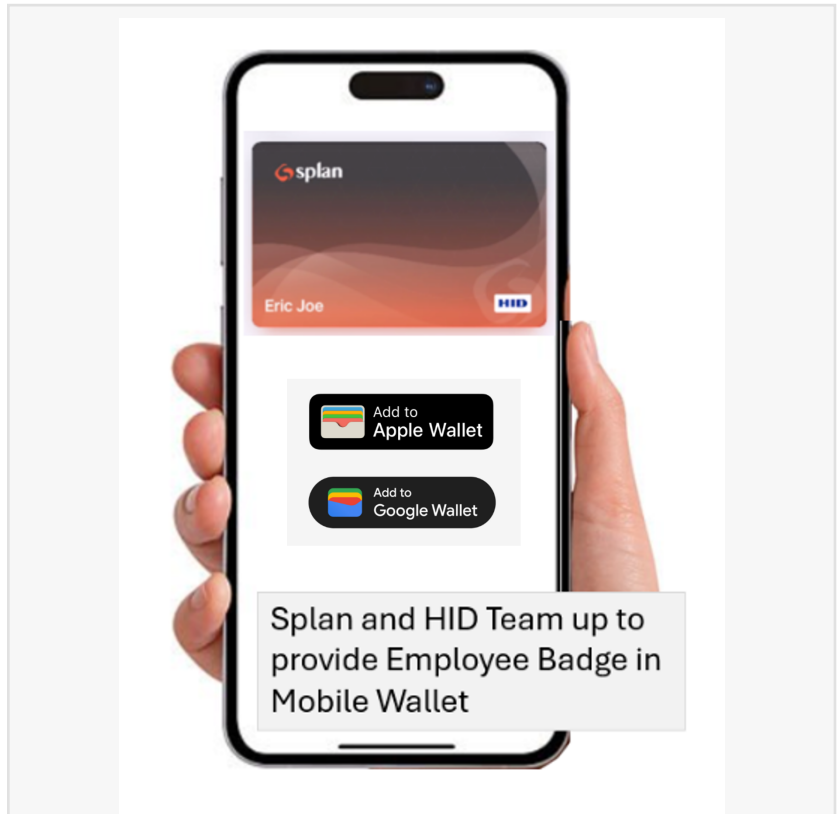 splan
Eric Joe
HID
Add to
Apple Wallet
Add to
Google Wallet
Splan and HID Team up to
provide Employee Badge in
Mobile Wallet